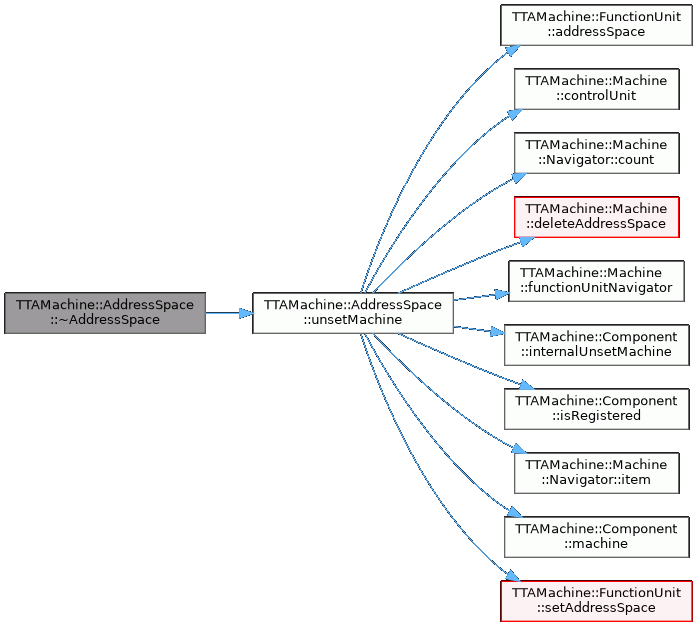 TTAMachine::AddressSpace
::~AddressSpace
TTAMachine::AddressSpace
::unsetMachine
TTAMachine::FunctionUnit
::addressSpace
TTAMachine::Machine
::controlUnit
TTAMachine::Machine
::Navigator::count
TTAMachine::Machine
::deleteAddressSpace
TTAMachine::Machine
::functionUnitNavigator
TTAMachine::Component
::internalUnsetMachine
TTAMachine::Component
::isRegistered
TTAMachine::Machine
::Navigator::item
TTAMachine::Component
::machine
TTAMachine::FunctionUnit
::setAddressSpace